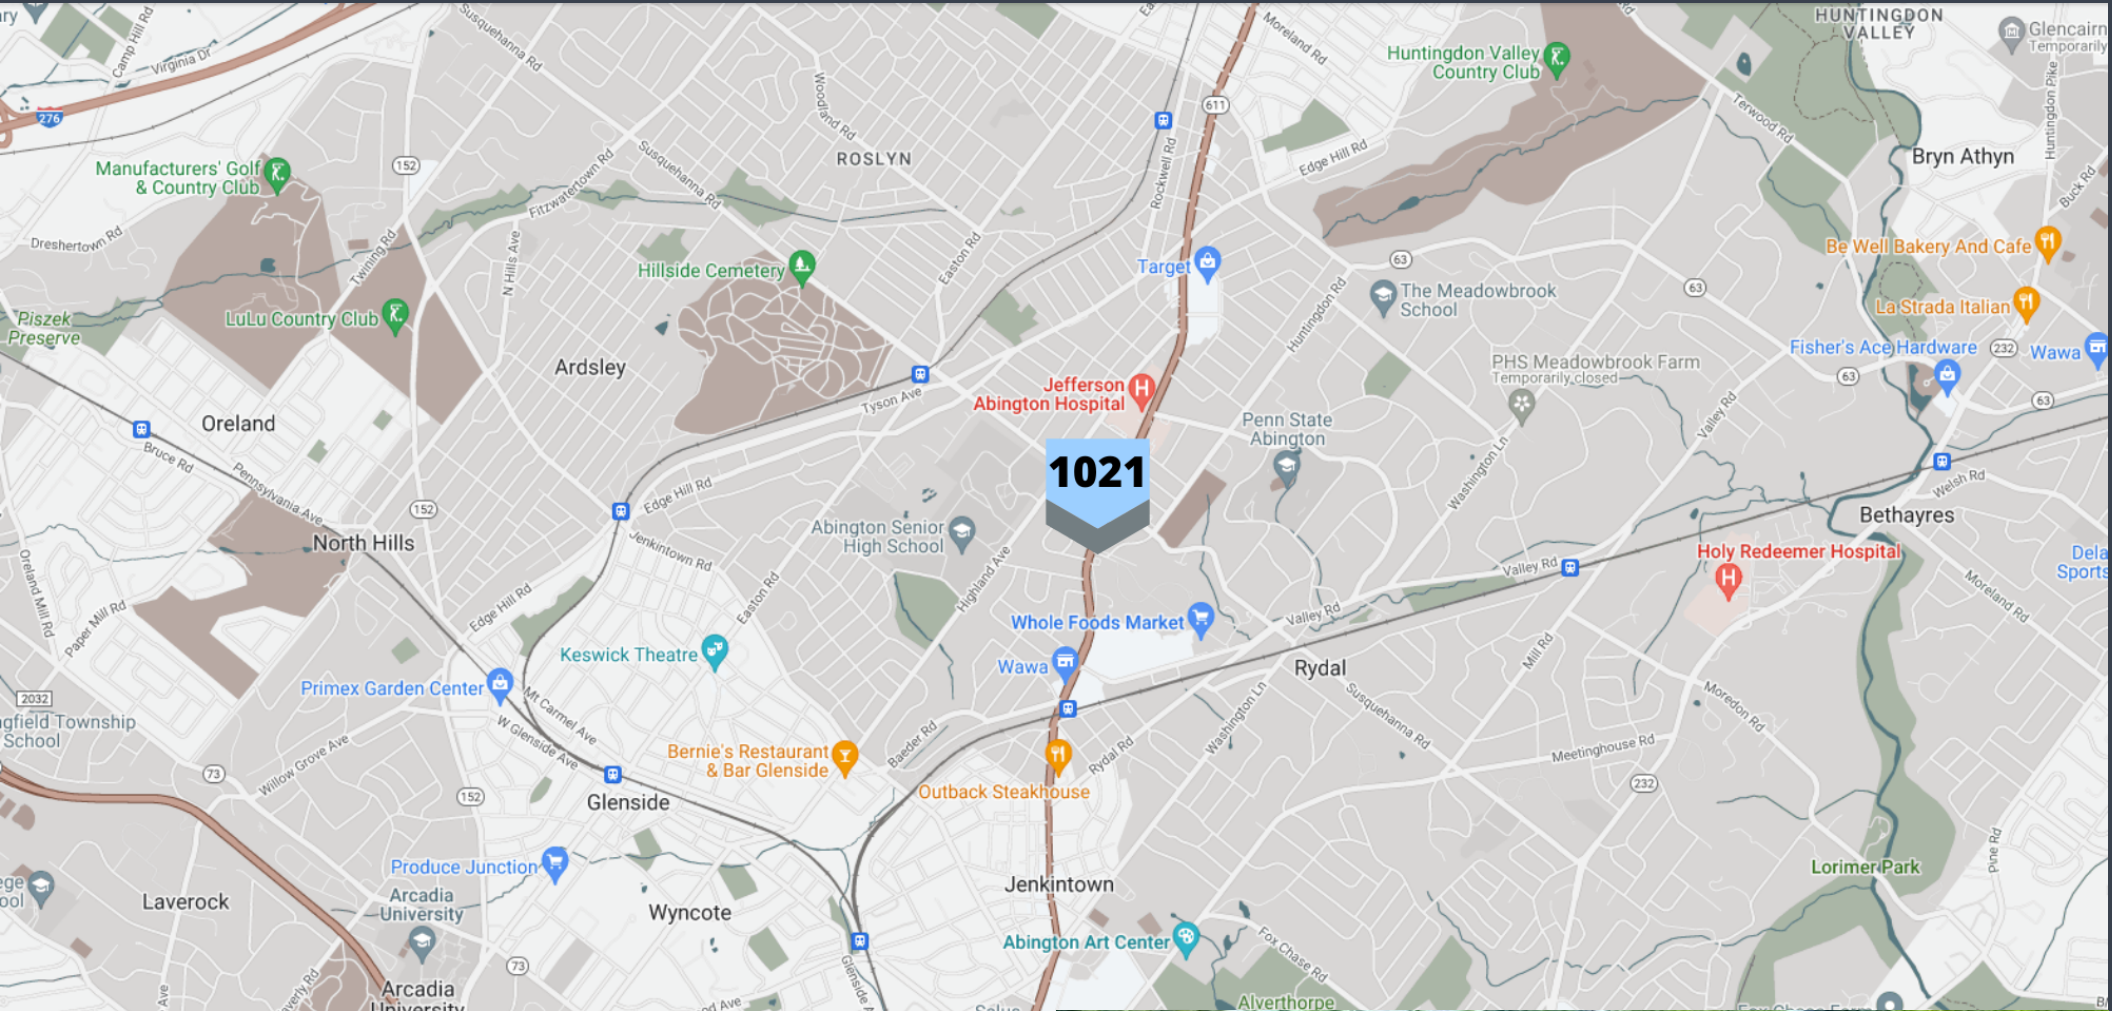 Camp Hill Rd
Virginia Dr
276
Susquehanna Rd
Woodland Rd
Moreland Rd
611
Huntingdon Valley
Country Club
HUNTINGDON
VALLEY
Glencairn
Temporarily
Huntingdon Pike
Terwood Rd
Bryn Athyn
Buck Rd
Manufacturers' Golf
& Country Club
152
Fitzwatertown Rd
Susquehanna Rd
ROSLYN
Rockwell Rd
Edge Hill Rd
Dreshertown Rd
Twining Rd
N Hills Ave
Hillside Cemetery
Easton Rd
Target
63
63
Be Well Bakery And Cafe
Piszek
Preserve
LuLu Country Club
Huntingdon Rd
The Meadowbrook
School
La Strada Italian
Fisher's Ace Hardware
232
Wawa
Ardsley
PHS Meadowbrook Farm
Temporarily closed
63
63
Tyson Ave
Jefferson
Abington Hospital
Penn State
Abington
Valley Rd
Oreland
Bruce Rd
Pennsylvania Ave
1021
Washington Ln
Welsh Rd
152
Edge Hill Rd
Bethayres
North Hills
Abington Senior
High School
Jenkintown Rd
Holy Redeemer Hospital
Dela
Sports
Oreland Mill Rd
Valley Rd
Highland Ave
Easton Rd
Edge Hill Rd
Paper Mill Rd
Moreland Rd
Whole Foods Market
Valley Rd
Keswick Theatre
Wawa
Rydal
Mill Rd
Primex Garden Center
2032
Mt Carmel Ave
Moredon Rd
Susquehanna Rd
Washington Ln
gfield Township
School
W Glenside Ave
Baeder Rd
Rydal Rd
Meetinghouse Rd
Bernie's Restaurant
& Bar Glenside
Willow Grove Ave
73
232
152
Glenside
Outback Steakhouse
Pine Rd
Produce Junction
Lorimer Park
Jenkintown
ege
ool
Laverock
Arcadia
University
Wyncote
Abington Art Center
Fox Chase Rd
73
Glenside A
Arcadia
University
Alverthorpe